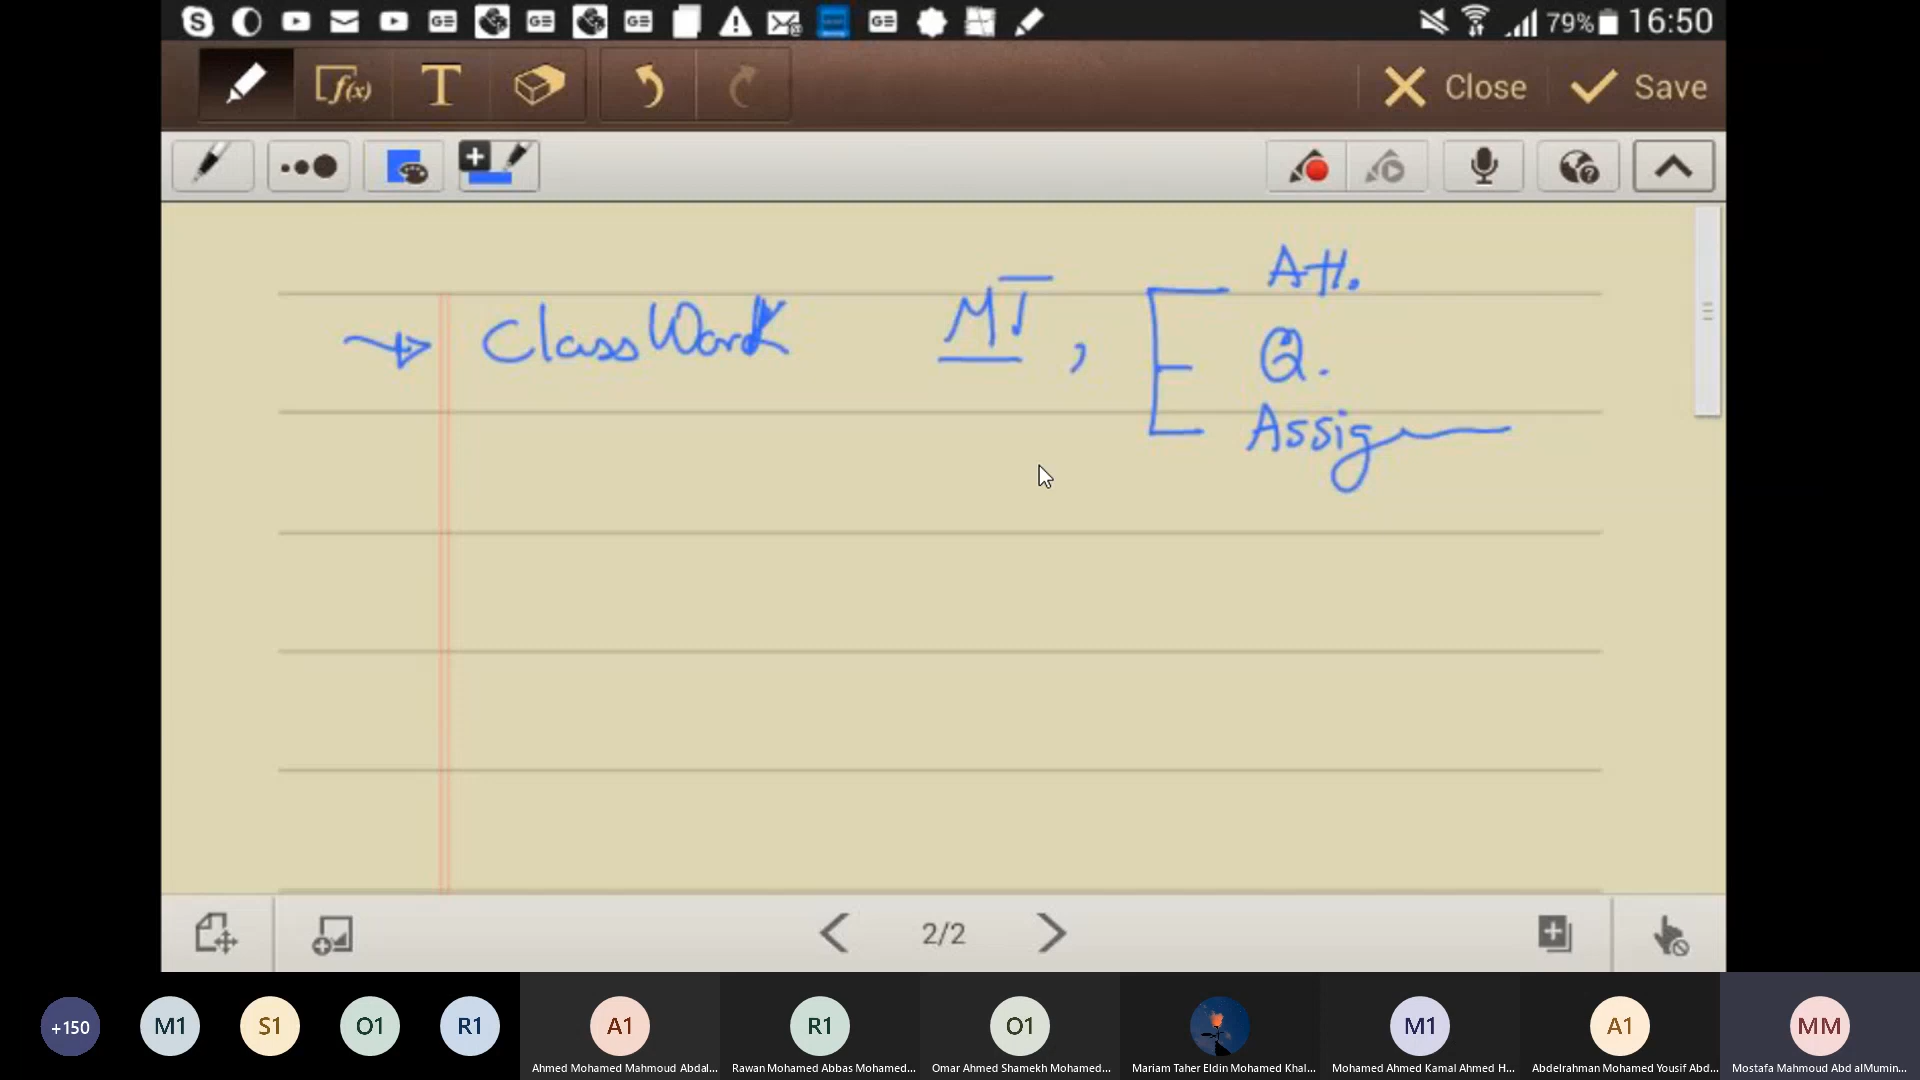 79% 16:50
f(x) T Close Save
→ Class Work MT , Att.
Q.
Assign
2/2
+150 M1 S1 O1 R1 A1 R1 O1 M1 A1 MM
Ahmed Mohamed Mahmoud Abdal... Rawan Mohamed Abbas Mohamed... Omar Ahmed Shamekh Mohamed... Mariam Taher Eldin Mohamed Khal... Mohamed Ahmed Kamal Ahmed H... Abdelrahman Mohamed Yousif Abd... Mostafa Mahmoud Abd alMumin...